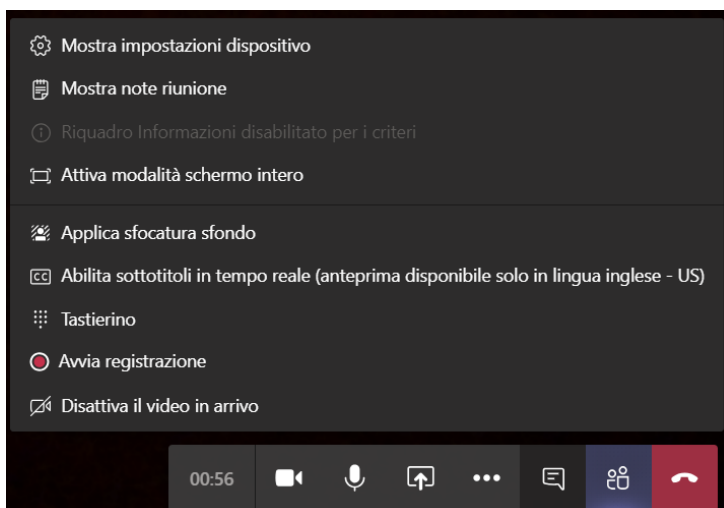 Mostra impostazioni dispositivo
Mostra note riunione
Riquadro Informazioni disabilitato per i criteri
Attiva modalità schermo intero
Applica sfocatura sfondo
CC Abilita sottotitoli in tempo reale (anteprima disponibile solo in lingua inglese - US)
Tastierino
Avvia registrazione
Disattiva il video in arrivo
00:56